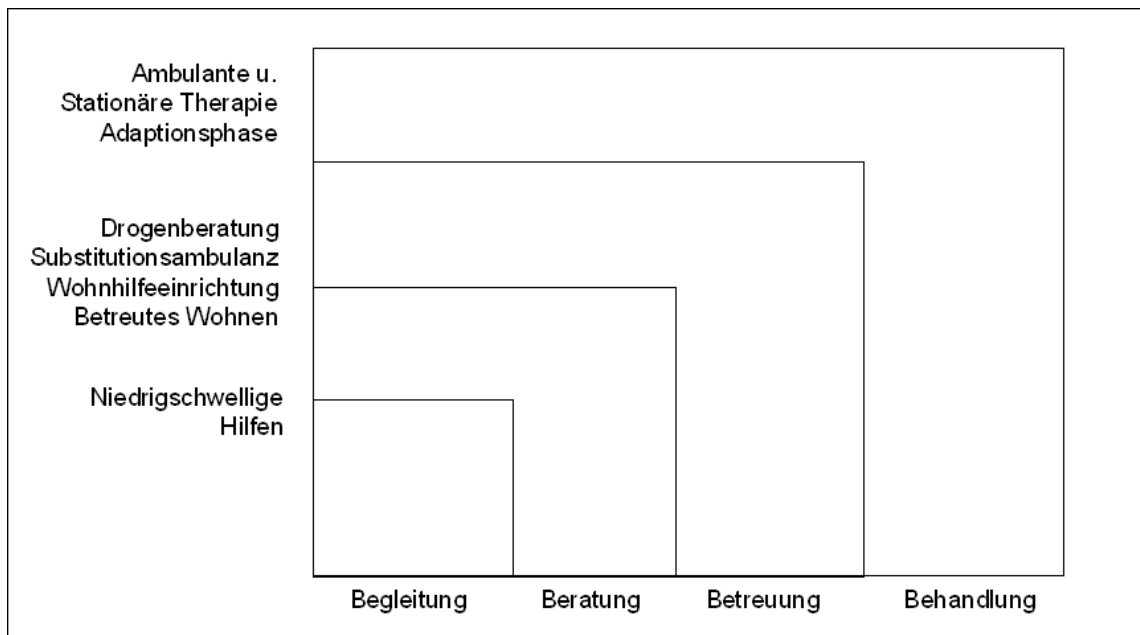 Ambulante u.
Stationäre Therapie
Adaptionsphase
Drogenberatung
Substitutionsambulanz
Wohnhilfeeinrichtung
Betreutes Wohnen
Niedrigschwellige
Hilfen
Begleitung Beratung Betreuung Behandlung